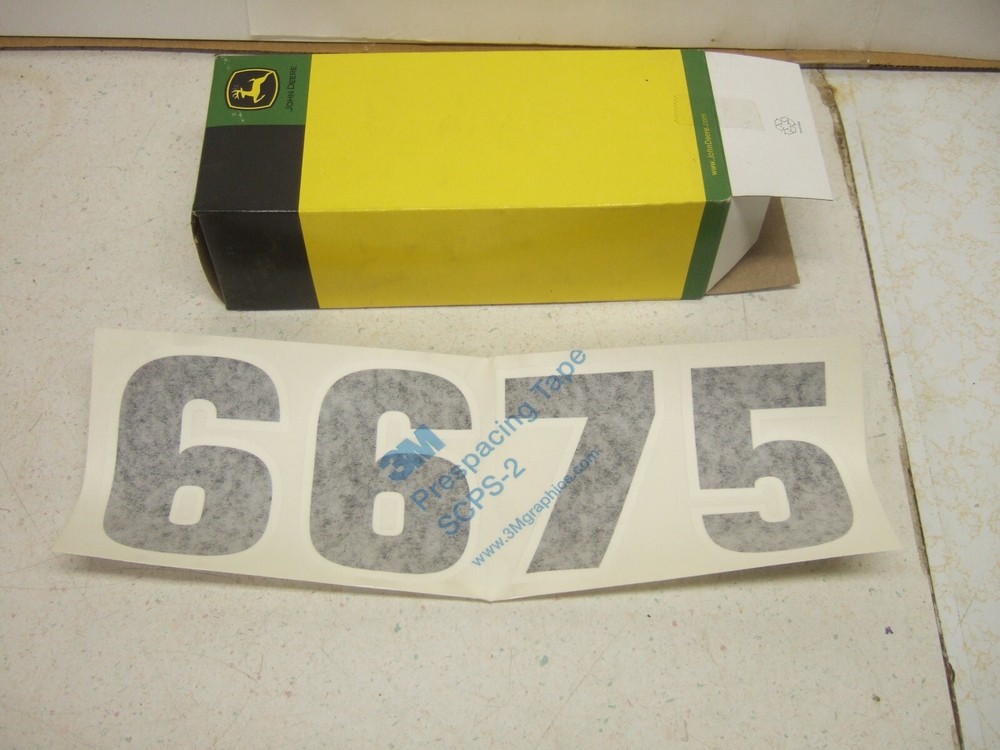 JOHN DEERE
www.JohnDeere.com
6675
3M
Prespacing Tape
SCPS-2
www.3Mgraphics.com